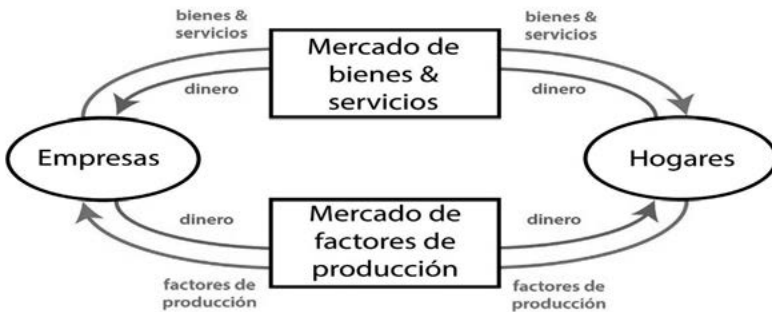 bienes &
servicios
Mercado de
bienes &
servicios
bienes &
servicios
dinero
dinero
Empresas
Hogares
dinero
Mercado de
factores de
producción
dinero
factores de
producción
factores de
producción